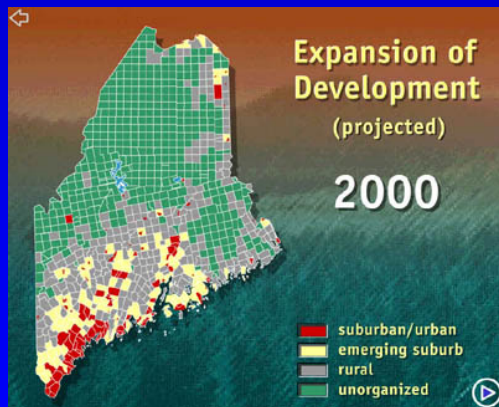 Expansion of
Development
(projected)
2000
suburban/urban
emerging suburb
rural
unorganized